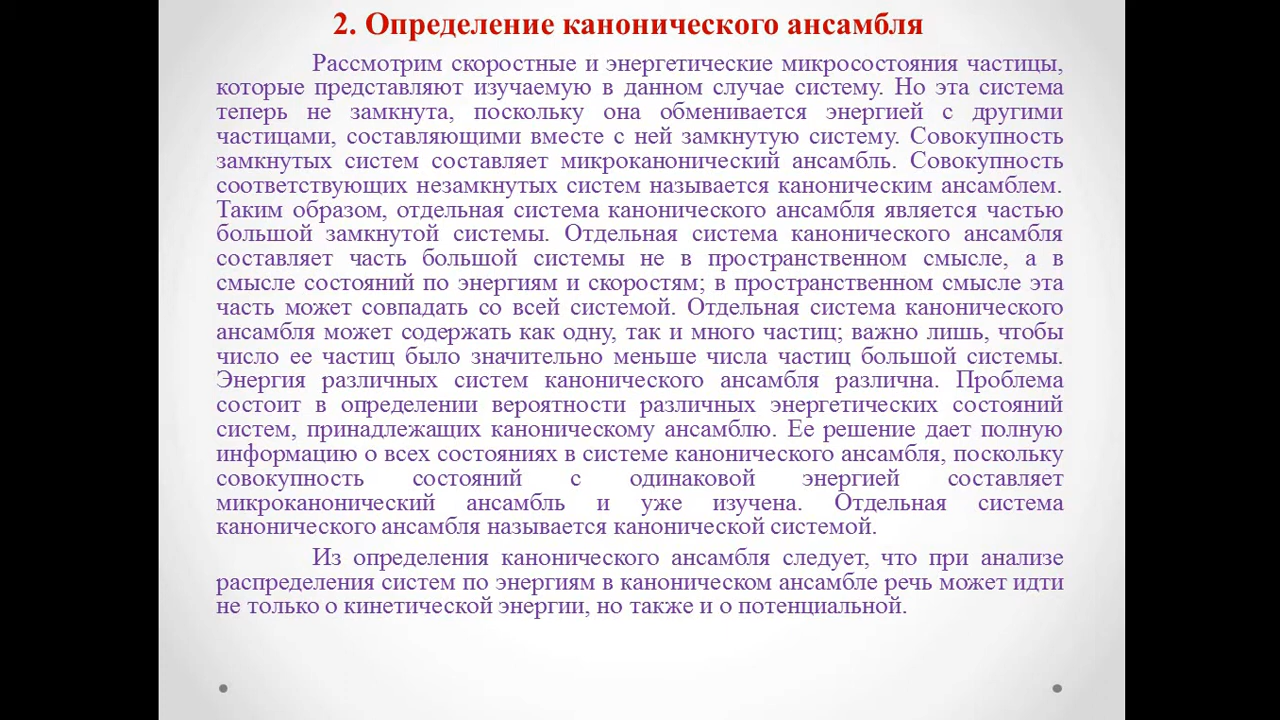 2. Определение канонического ансамбля
Рассмотрим скоростные и энергетические микросостояния частицы,
которые представляют изучаемую в данном случае систему. Но эта система
теперь не замкнута, поскольку она обменивается энергией с другими
частицами, составляющими вместе с ней замкнутую систему. Совокупность
замкнутых систем составляет микроканонический ансамбль. Совокупность
соответствующих незамкнутых систем называется каноническим ансамблем.
Таким образом, отдельная система канонического ансамбля является частью
большой замкнутой системы. Отдельная система канонического ансамбля
составляет часть большой системы не в пространственном смысле, а в
смысле состояний по энергиям и скоростям; в пространственном смысле эта
часть может совпадать со всей системой. Отдельная система канонического
ансамбля может содержать как одну, так и много частиц; важно лишь, чтобы
число ее частиц было значительно меньше числа частиц большой системы.
Энергия различных систем канонического ансамбля различна. Проблема
состоит в определении вероятности различных энергетических состояний
систем, принадлежащих каноническому ансамблю. Ее решение дает полную
информацию о всех состояниях в системе канонического ансамбля, поскольку
совокупность состояний с одинаковой энергией составляет
микроканонический ансамбль и уже изучена. Отдельная система
канонического ансамбля называется канонической системой.
Из определения канонического ансамбля следует, что при анализе
распределения систем по энергиям в каноническом ансамбле речь может идти
не только о кинетической энергии, но также и о потенциальной.